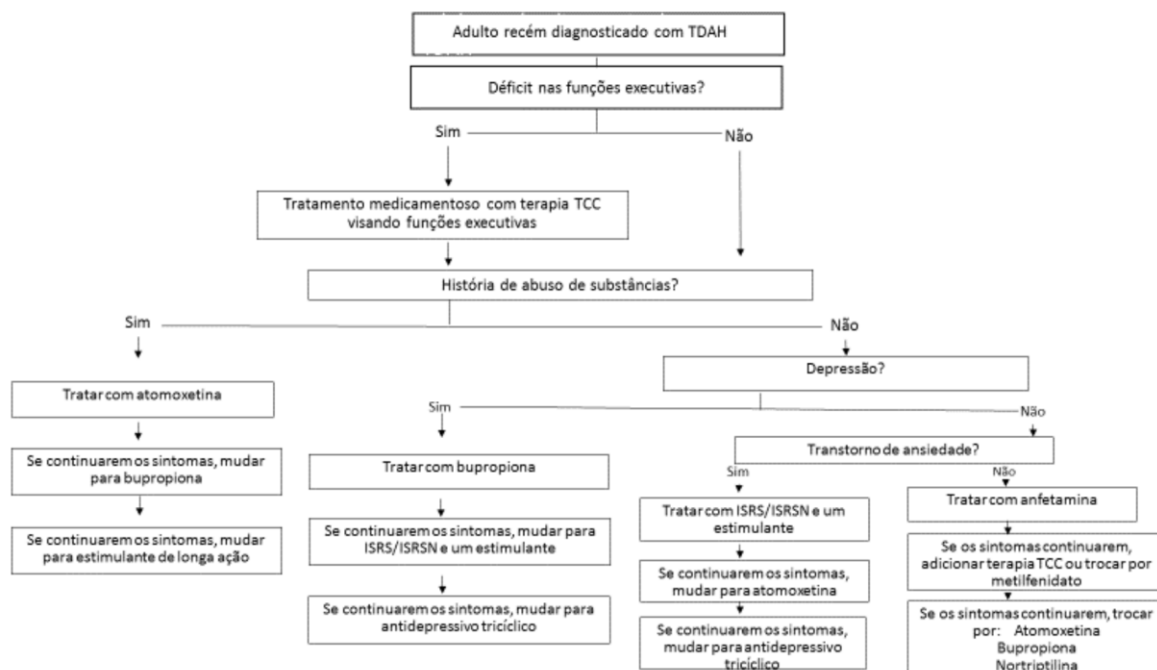 Adulto recém diagnosticado com TDAH
Déficit nas funções executivas?
Sim
Não
Tratamento medicamentoso com terapia TCC
visando funções executivas
História de abuso de substâncias?
Sim
Não
Depressão?
Tratar com atomoxetina
Sim
Não
Transtorno de ansiedade?
Se continuarem os sintomas, mudar
para bupropiona
Tratar com bupropiona
Sim
Não
Tratar com ISRS/ISRSN e um
estimulante
Tratar com anfetamina
Se continuarem os sintomas, mudar
para estimulante de longa ação
Se continuarem os sintomas, mudar para
ISRS/ISRSN e um estimulante
Se os sintomas continuarem,
adicionar terapia TCC ou trocar por
metilfenidato
Se continuarem os sintomas,
mudar para atomoxetina
Se continuarem os sintomas, mudar para
antidepressivo tricíclico
Se continuarem os sintomas,
mudar para antidepressivo
tricíclico
Se os sintomas continuarem, trocar
por: Atomoxetina
Bupropiona
Nortriptilina